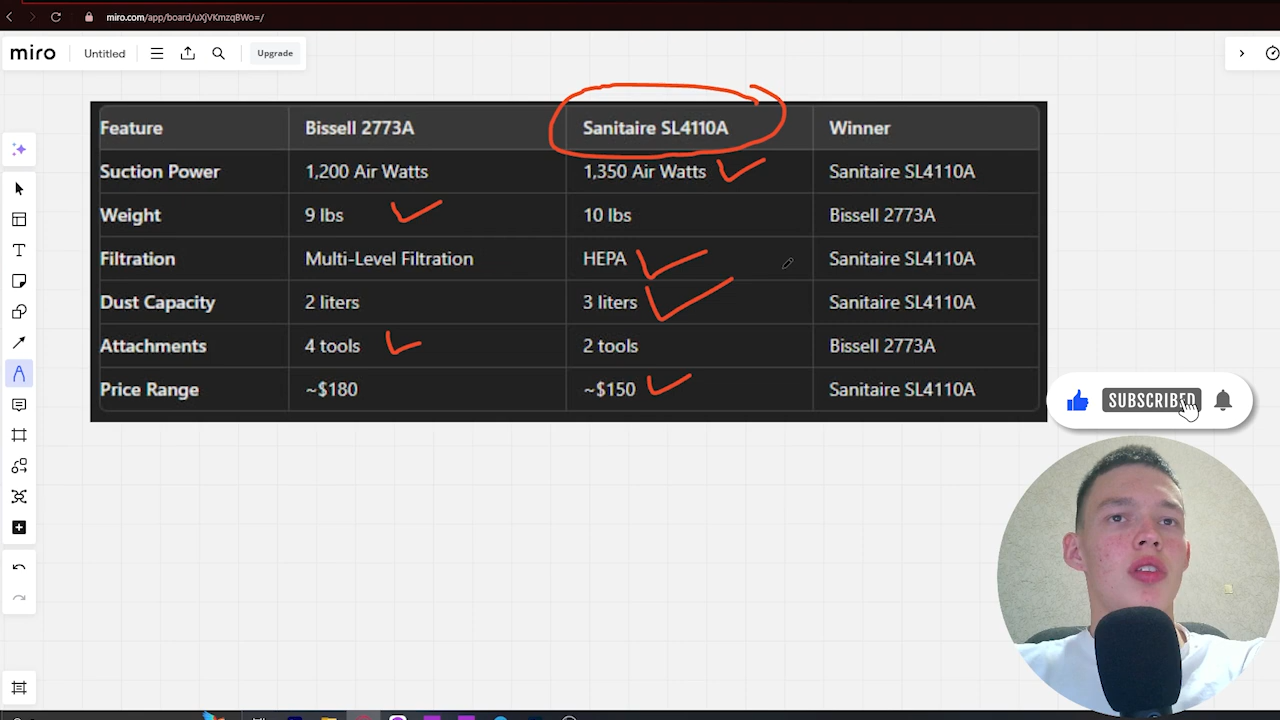 miro.com/app/board/uXjVKmzqBWo=/
miro Untitled Upgrade
Feature Bissell 2773A Sanitaire SL4110A Winner
Suction Power 1,200 Air Watts 1,350 Air Watts Sanitaire SL4110A
Weight 9 lbs 10 lbs Bissell 2773A
Filtration Multi-Level Filtration HEPA Sanitaire SL4110A
Dust Capacity 2 liters 3 liters Sanitaire SL4110A
Attachments 4 tools 2 tools Bissell 2773A
Price Range ~$180 ~$150 Sanitaire SL4110A
SUBSCRIBED